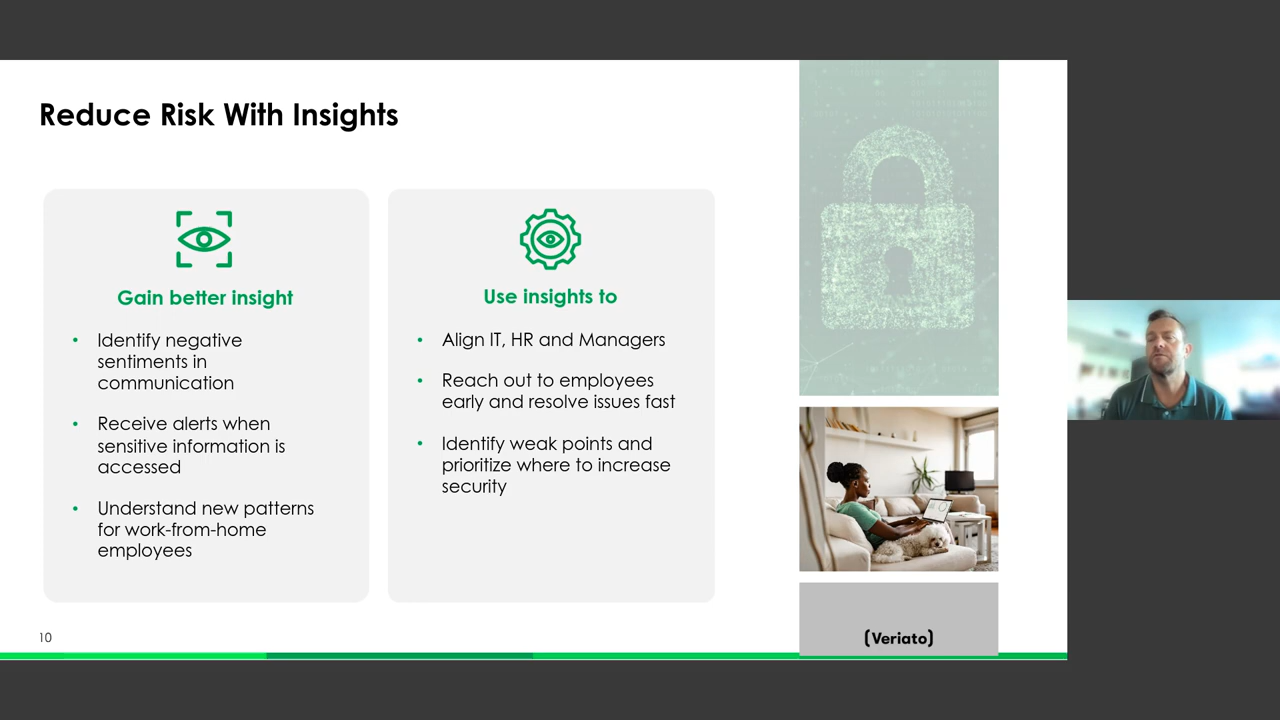 Reduce Risk With Insights
Gain better insight
• Identify negative
sentiments in
communication
• Receive alerts when
sensitive information is
accessed
• Understand new patterns
for work-from-home
employees
Use insights to
• Align IT, HR and Managers
• Reach out to employees
early and resolve issues fast
• Identify weak points and
prioritize where to increase
security
10
(Veriato)